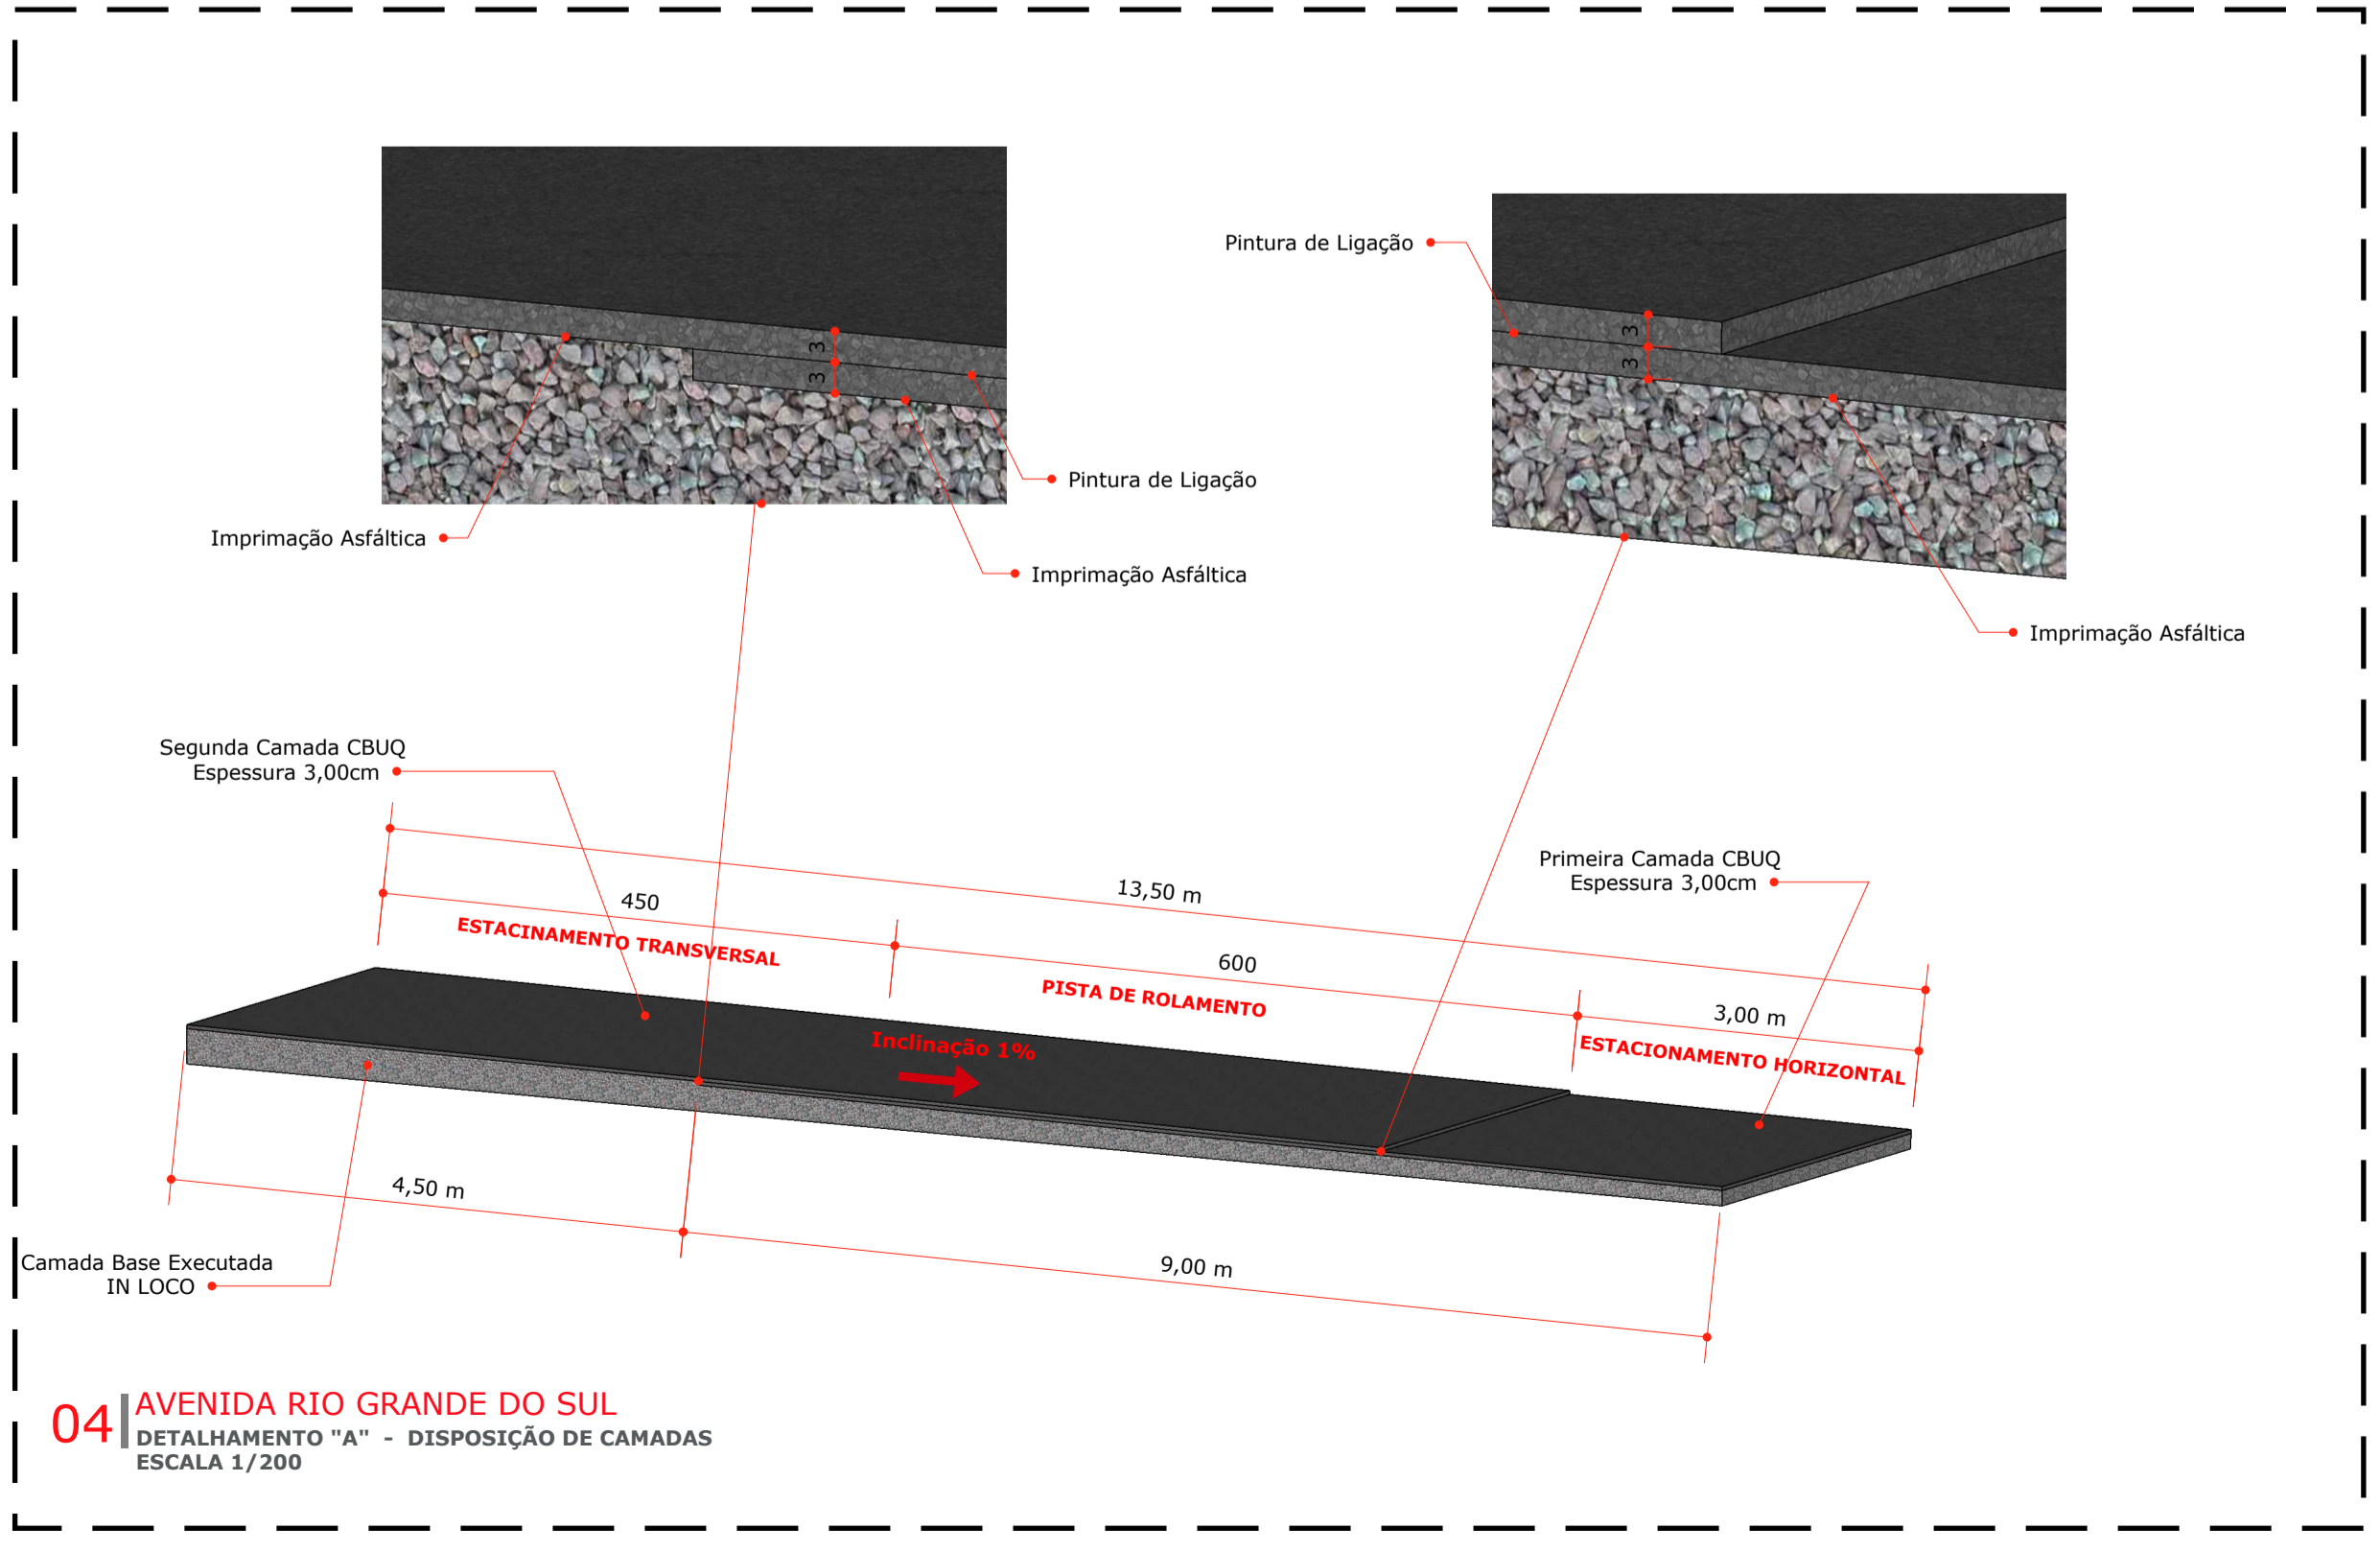 Pintura de Ligação
3
3
3
3
Pintura de Ligação
Imprimação Asfáltica
Imprimação Asfáltica
Imprimação Asfáltica
Segunda Camada CBUQ
Espessura 3,00cm
Primeira Camada CBUQ
Espessura 3,00cm
13,50 m
450
ESTACINAMENTO TRANSVERSAL
600
PISTA DE ROLAMENTO
3,00 m
ESTACIONAMENTO HORIZONTAL
Inclinação 1%
4,50 m
9,00 m
Camada Base Executada
IN LOCO
04
AVENIDA RIO GRANDE DO SUL
DETALHAMENTO "A" - DISPOSIÇÃO DE CAMADAS
ESCALA 1/200